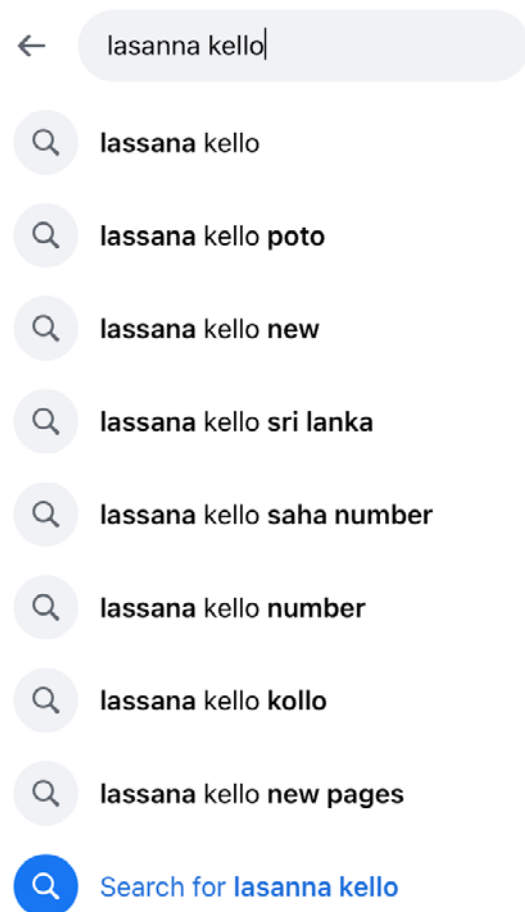 lasanna kello
lassana kello
lassana kello poto
lassana kello new
lassana kello sri lanka
lassana kello saha number
lassana kello number
lassana kello kollo
lassana kello new pages
Search for lasanna kello